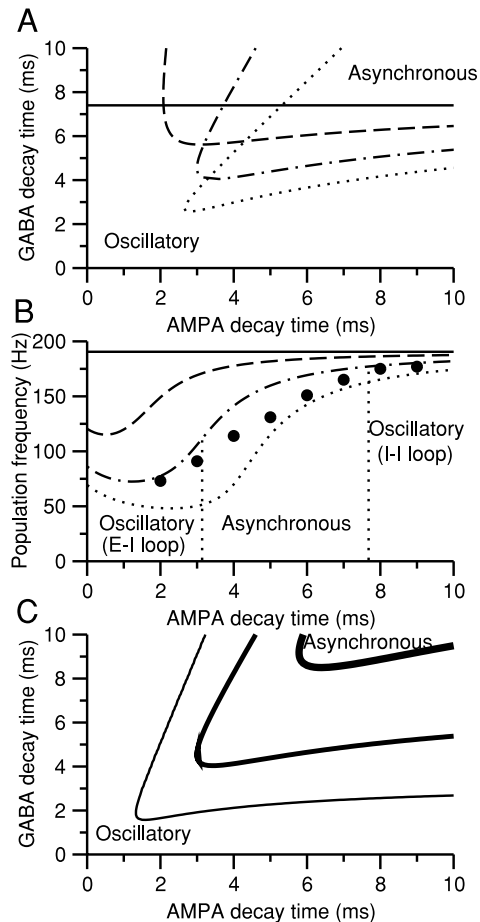 A
GABA decay time (ms)
10
8
6
4
2
0
Asynchronous
Oscillatory
0 2 4 6 8 10
AMPA decay time (ms)
B
Population frequency (Hz)
200
150
100
50
0
Oscillatory
(I-I loop)
Oscillatory
(E-I loop)
Asynchronous
0 2 4 6 8 10
AMPA decay time (ms)
C
GABA decay time (ms)
10
8
6
4
2
0
Asynchronous
Oscillatory
0 2 4 6 8 10
AMPA decay time (ms)